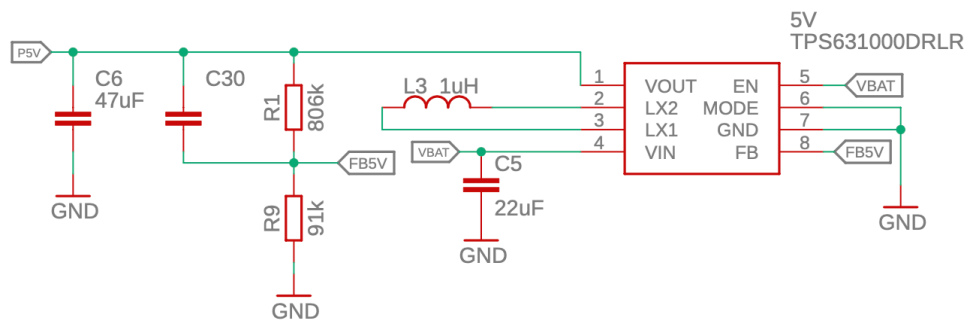 5V
TPS631000DRLR
P5V
C6
47uF
C30
R1
806k
L3 1uH
1 VOUT EN 5 VBAT
2 LX2 MODE 6
3 LX1 GND 7
4 VIN FB 8 FB5V
FB5V
VBAT
C5
22uF
R9
91k
GND
GND
GND
GND